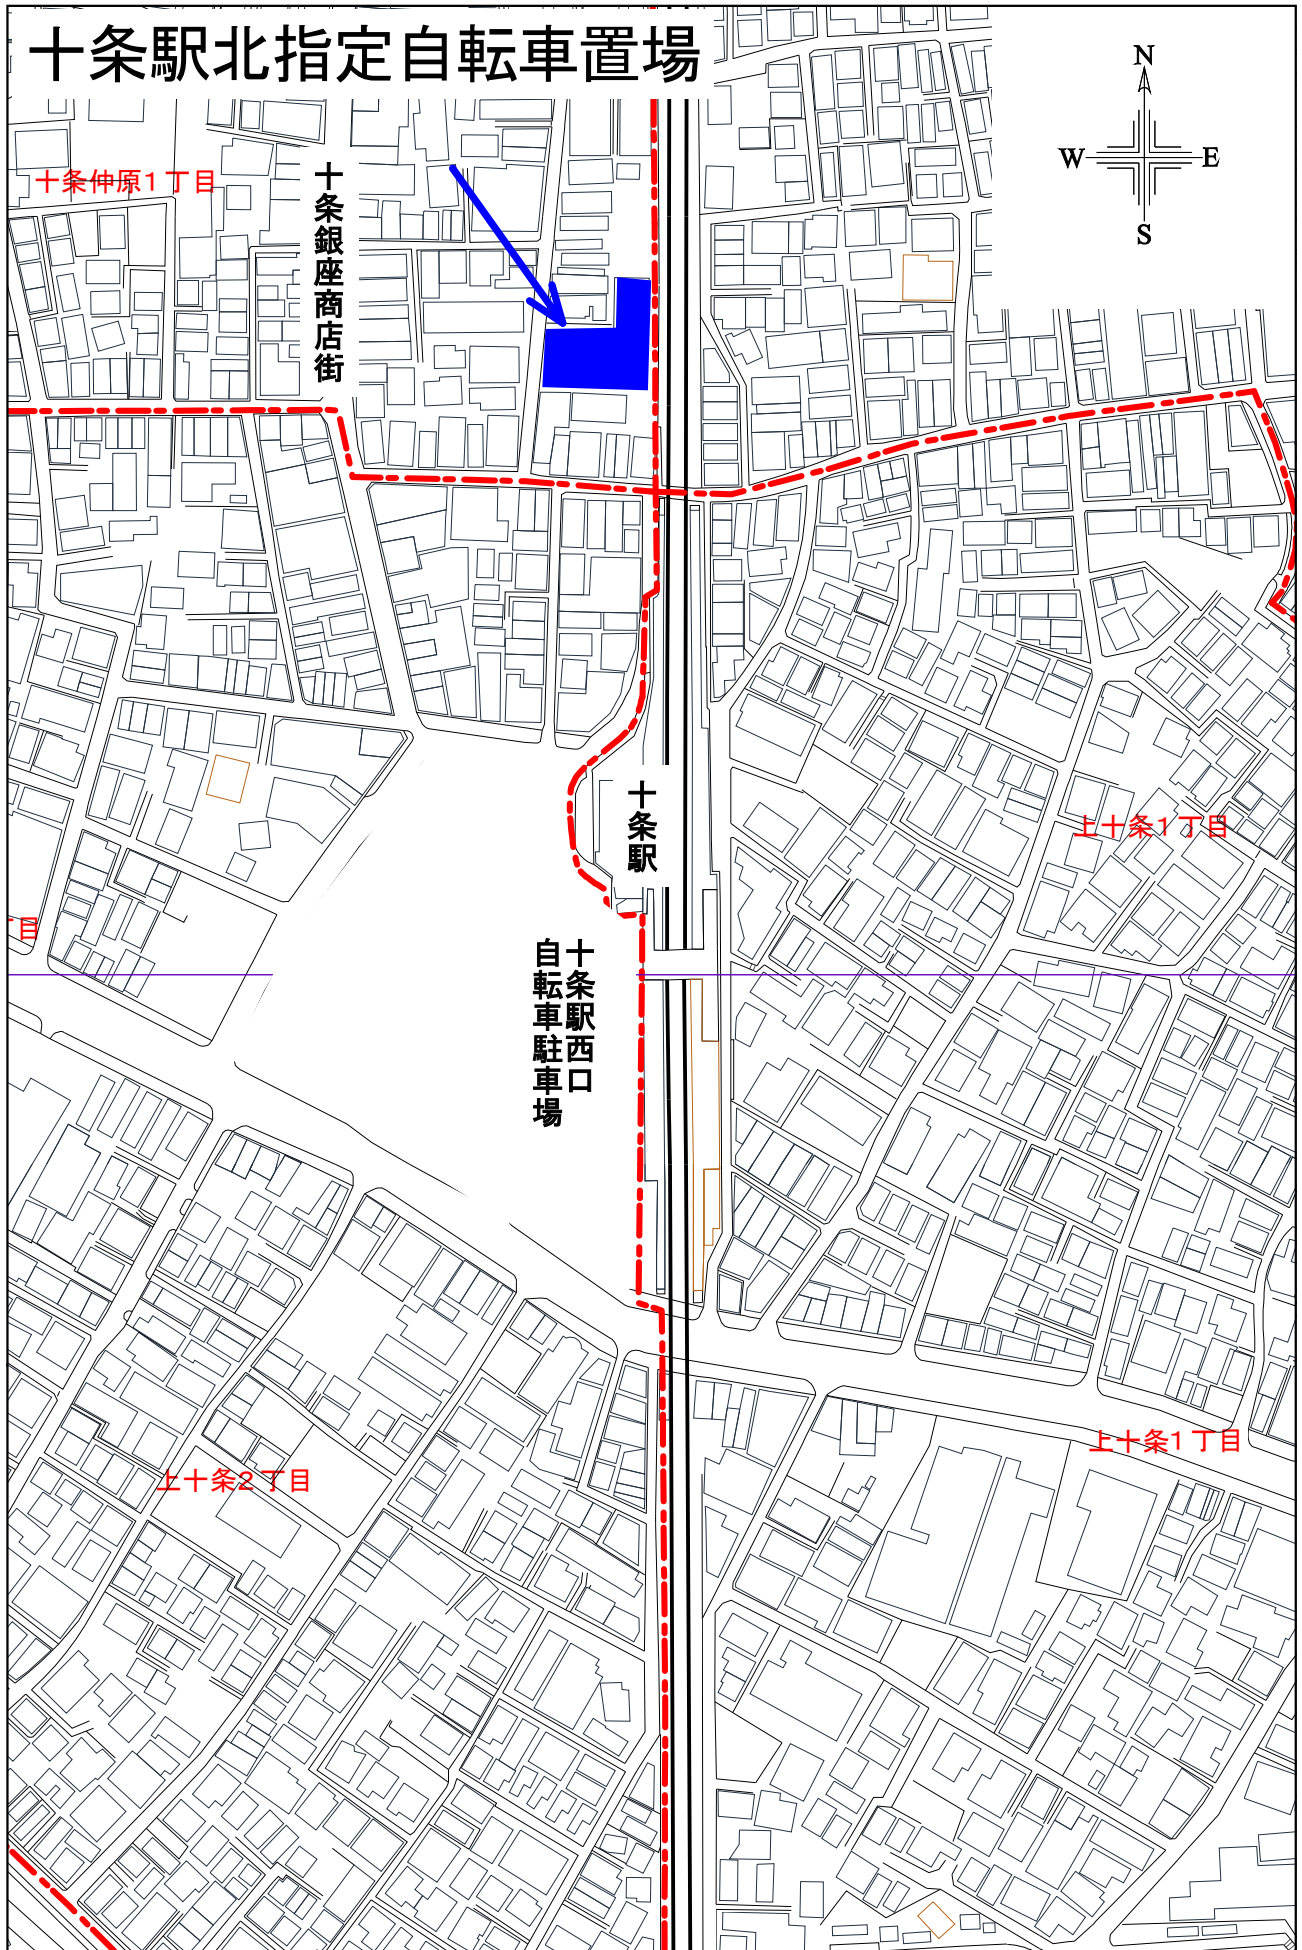 十条駅北指定自転車置場
N
W
E
S
十条仲原1丁目
十条銀座商店街
十条駅
上十条1丁目
目
十条駅西口
自転車駐車場
上十条1丁目
上十条2丁目